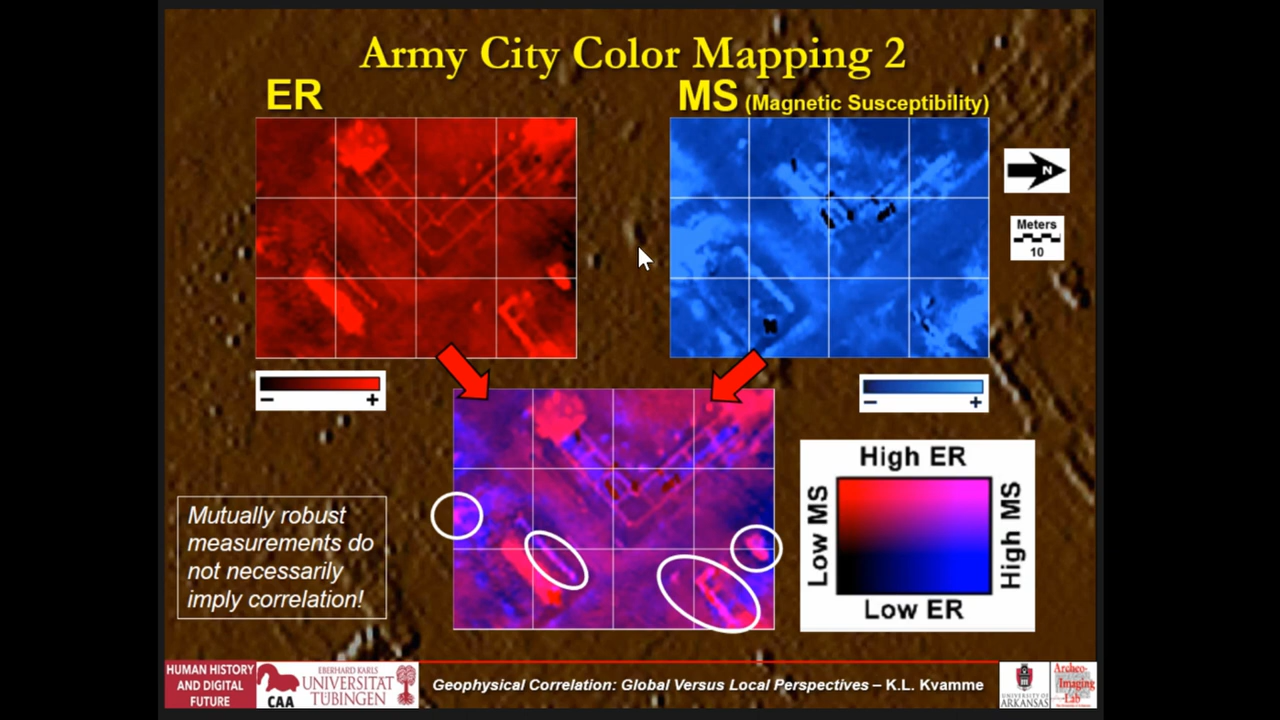 Army City Color Mapping 2
ER
MS (Magnetic Susceptibility)
N
Meters
10
− +
− +
High ER
Low MS
High MS
Low ER
Mutually robust
measurements do
not necessarily
imply correlation!
HUMAN HISTORY
AND DIGITAL
FUTURE
CAA
EBERHARD KARLS
UNIVERSITÄT
TÜBINGEN
Geophysical Correlation: Global Versus Local Perspectives – K.L. Kvamme
UNIVERSITY OF
ARKANSAS
Archeo-
Imaging
Lab